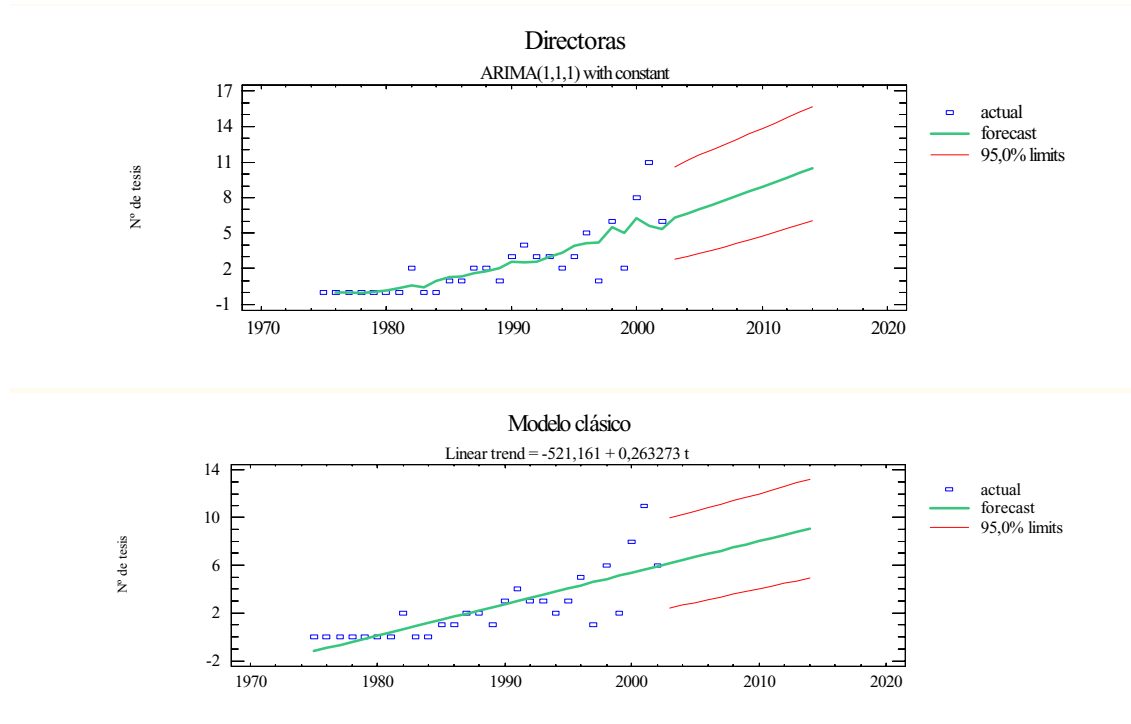 Directoras
ARIMA(1,1,1) with constant
Nº de tesis
17
14
11
8
5
2
-1
1970 1980 1990 2000 2010 2020
actual
forecast
95,0% limits
Modelo clásico
Linear trend = -521,161 + 0,263273 t
Nº de tesis
14
10
6
2
-2
1970 1980 1990 2000 2010 2020
actual
forecast
95,0% limits